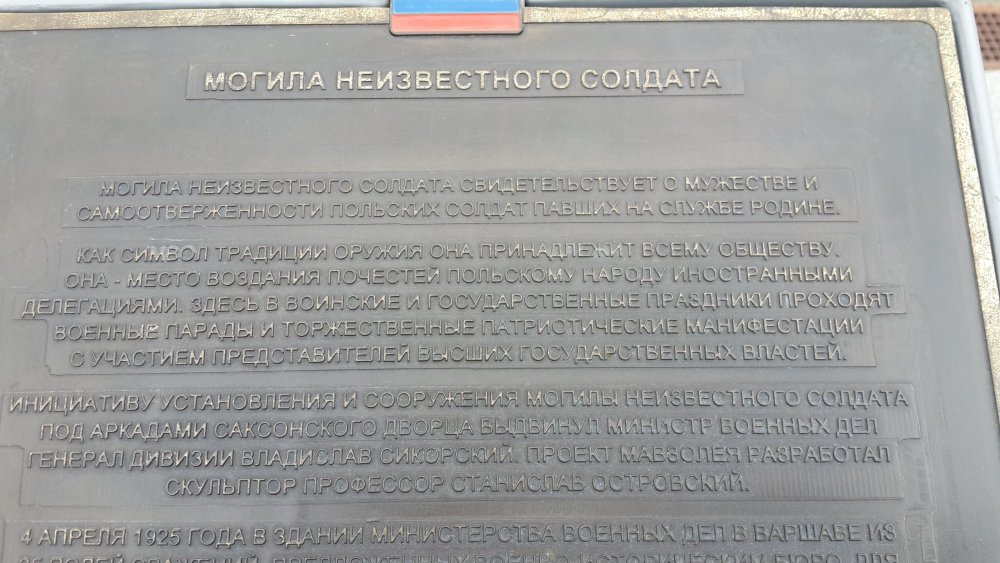 МОГИЛА НЕИЗВЕСТНОГО СОЛДАТА
МОГИЛА НЕИЗВЕСТНОГО СОЛДАТА СВИДЕТЕЛЬСТВУЕТ О МУЖЕСТВЕ И
САМООТВЕРЖЕННОСТИ ПОЛЬСКИХ СОЛДАТ ПАВШИХ НА СЛУЖБЕ РОДИНЕ.
КАК СИМВОЛ ТРАДИЦИИ ОРУЖИЯ ОНА ПРИНАДЛЕЖИТ ВСЕМУ ОБЩЕСТВУ.
ОНА - МЕСТО ВОЗДАНИЯ ПОЧЕСТЕЙ ПОЛЬСКОМУ НАРОДУ ИНОСТРАННЫМИ
ДЕЛЕГАЦИЯМИ. ЗДЕСЬ В ВОИНСКИЕ И ГОСУДАРСТВЕННЫЕ ПРАЗДНИКИ ПРОХОДЯТ
ВОЕННЫЕ ПАРАДЫ И ТОРЖЕСТВЕННЫЕ ПАТРИОТИЧЕСКИЕ МАНИФЕСТАЦИИ
С УЧАСТИЕМ ПРЕДСТАВИТЕЛЕЙ ВЫСШИХ ГОСУДАРСТВЕННЫХ ВЛАСТЕЙ.
ИНИЦИАТИВУ УСТАНОВЛЕНИЯ И СООРУЖЕНИЯ МОГИЛЫ НЕИЗВЕСТНОГО СОЛДАТА
ПОД АРКАДАМИ САКСОНСКОГО ДВОРЦА ВЫДВИНУЛ МИНИСТР ВОЕННЫХ ДЕЛ
ГЕНЕРАЛ ДИВИЗИИ ВЛАДИСЛАВ СИКОРСКИЙ. ПРОЕКТ МАВЗОЛЕЯ РАЗРАБОТАЛ
СКУЛЬПТОР ПРОФЕССОР СТАНИСЛАВ ОСТРОВСКИЙ.
4 АПРЕЛЯ 1925 ГОДА В ЗДАНИИ МИНИСТЕРСТВА ВОЕННЫХ ДЕЛ В ВАРШАВЕ ИЗ